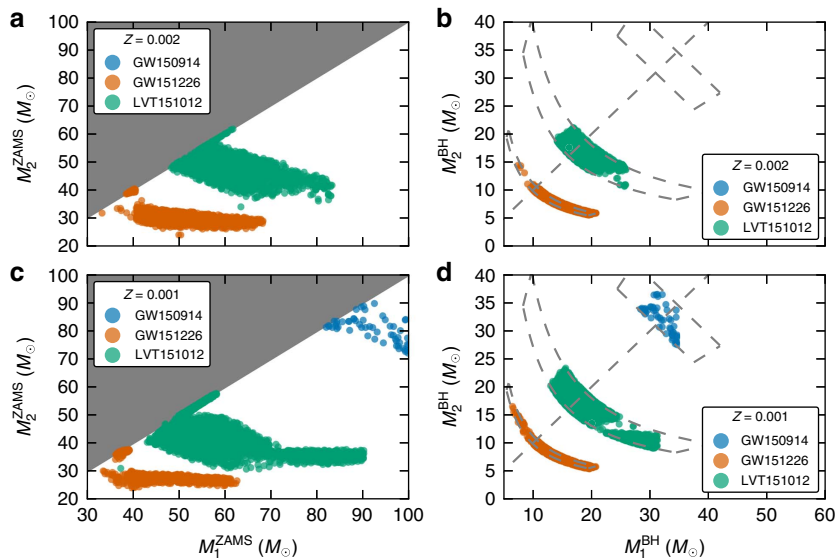 a
100
90
80
70
60
50
40
30
20
M₂^ZAMS (M⊙)
Z = 0.002
GW150914
GW151226
LVT151012
b
40
35
30
25
20
15
10
5
0
M₂^BH (M⊙)
Z = 0.002
GW150914
GW151226
LVT151012
c
100
90
80
70
60
50
40
30
20
M₂^ZAMS (M⊙)
Z = 0.001
GW150914
GW151226
LVT151012
30 40 50 60 70 80 90 100
M₁^ZAMS (M⊙)
d
40
35
30
25
20
15
10
5
0
M₂^BH (M⊙)
Z = 0.001
GW150914
GW151226
LVT151012
10 20 30 40 50 60
M₁^BH (M⊙)